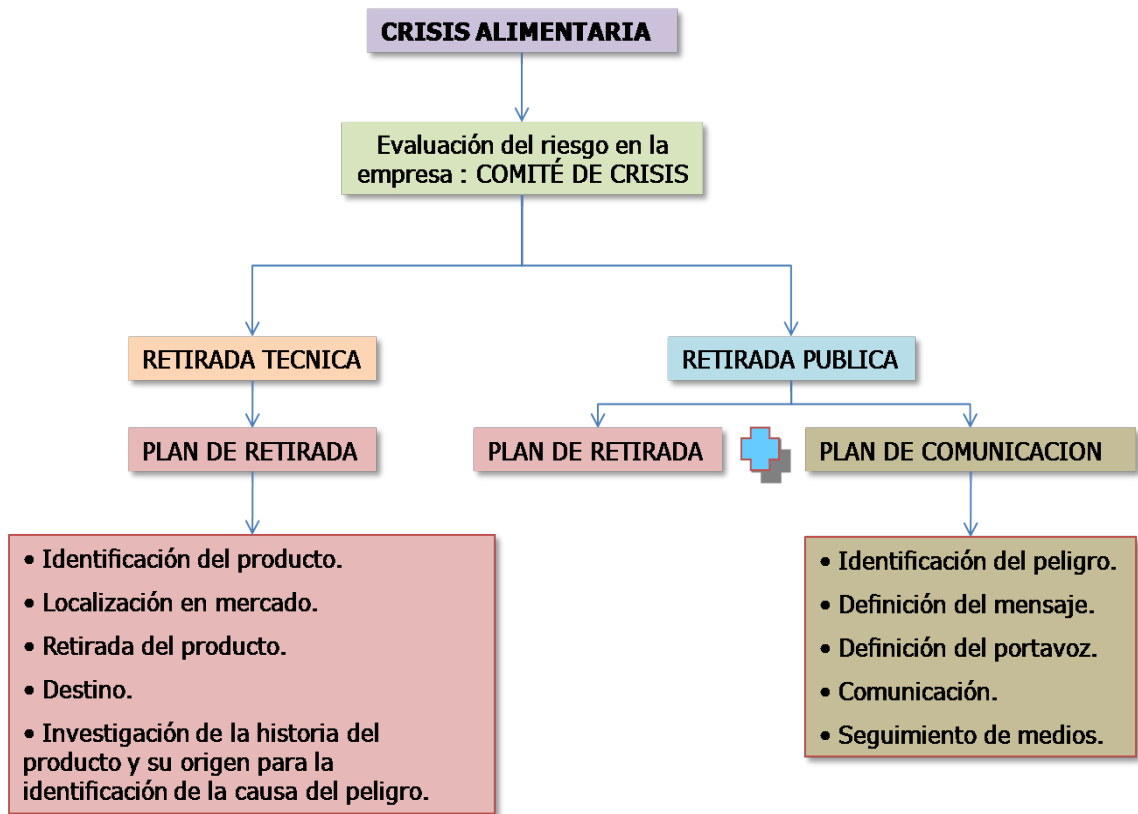 CRISIS ALIMENTARIA
Evaluación del riesgo en la
empresa : COMITÉ DE CRISIS
RETIRADA TECNICA
RETIRADA PUBLICA
PLAN DE RETIRADA
PLAN DE RETIRADA
PLAN DE COMUNICACION
• Identificación del producto.
• Localización en mercado.
• Retirada del producto.
• Destino.
• Investigación de la historia del
producto y su origen para la
identificación de la causa del peligro.
• Identificación del peligro.
• Definición del mensaje.
• Definición del portavoz.
• Comunicación.
• Seguimiento de medios.